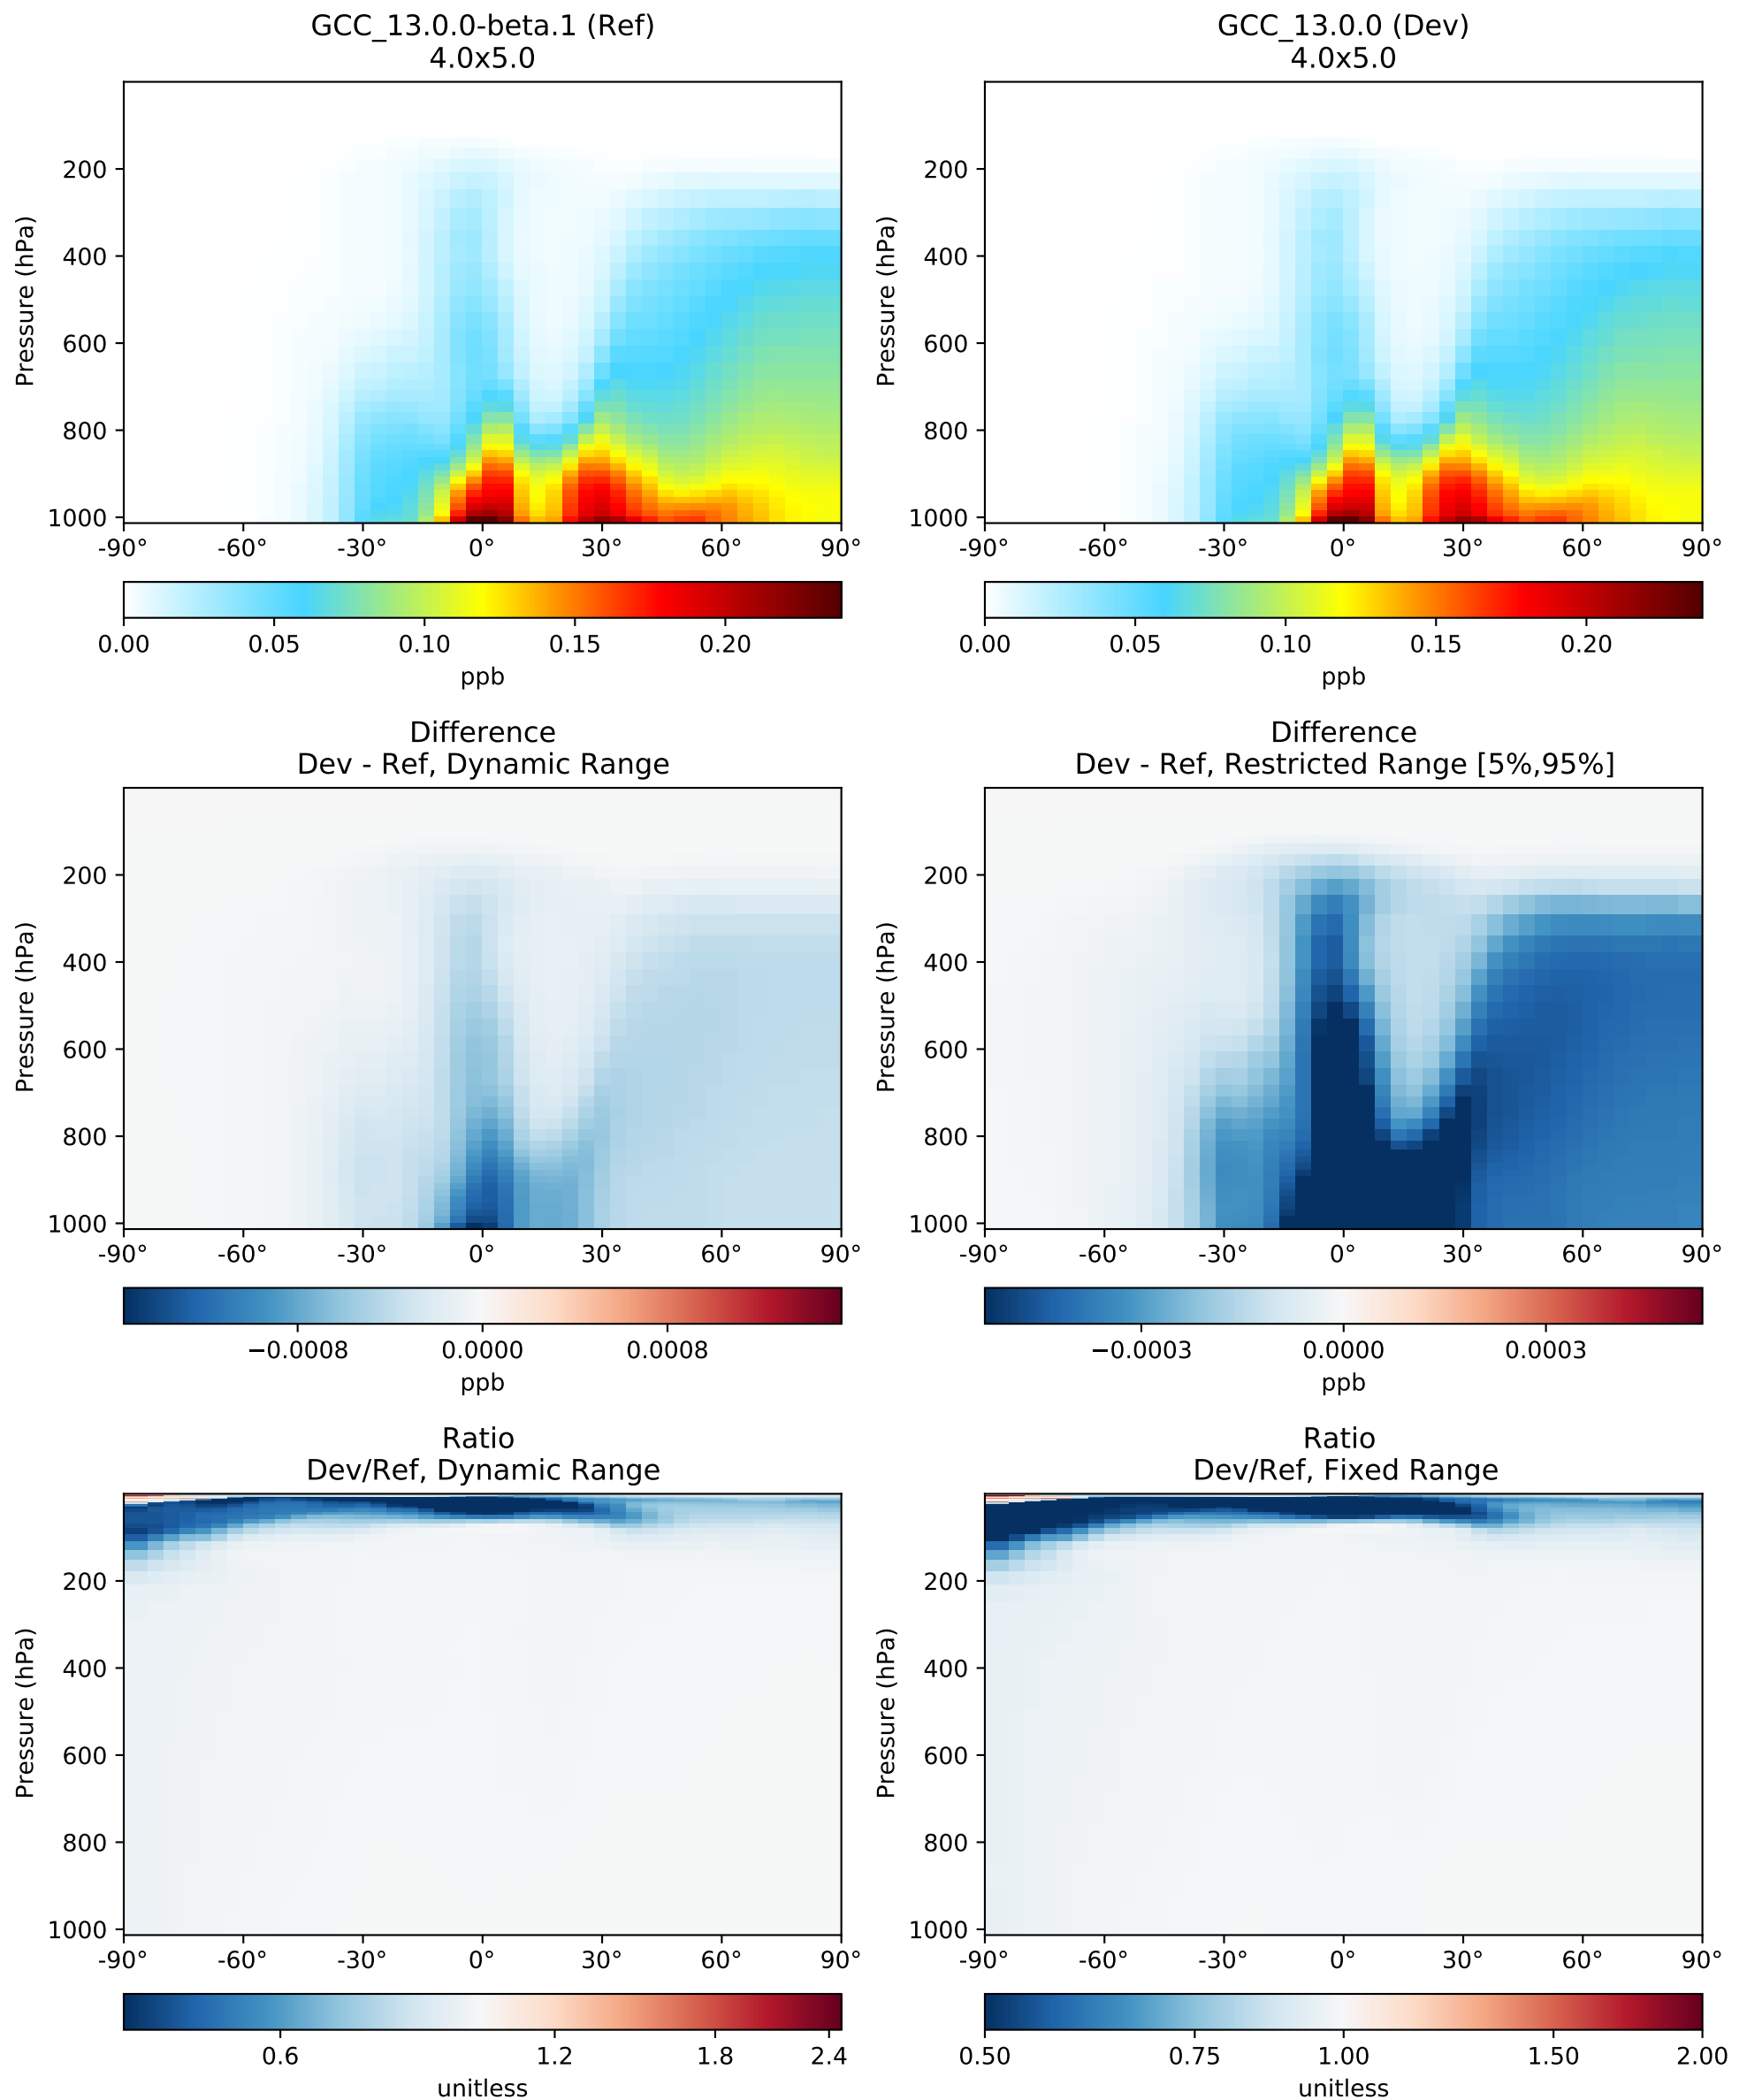 GCC_13.0.0-beta.1 (Ref)
4.0x5.0
GCC_13.0.0 (Dev)
4.0x5.0
Pressure (hPa)
200
400
600
800
1000
-90° -60° -30° 0° 30° 60° 90°
0.00 0.05 0.10 0.15 0.20
ppb
Pressure (hPa)
200
400
600
800
1000
-90° -60° -30° 0° 30° 60° 90°
0.00 0.05 0.10 0.15 0.20
ppb
Difference
Dev - Ref, Dynamic Range
Difference
Dev - Ref, Restricted Range [5%,95%]
Pressure (hPa)
200
400
600
800
1000
-90° -60° -30° 0° 30° 60° 90°
−0.0008 0.0000 0.0008
ppb
Pressure (hPa)
200
400
600
800
1000
-90° -60° -30° 0° 30° 60° 90°
−0.0003 0.0000 0.0003
ppb
Ratio
Dev/Ref, Dynamic Range
Ratio
Dev/Ref, Fixed Range
Pressure (hPa)
200
400
600
800
1000
-90° -60° -30° 0° 30° 60° 90°
0.6 1.2 1.8 2.4
unitless
Pressure (hPa)
200
400
600
800
1000
-90° -60° -30° 0° 30° 60° 90°
0.50 0.75 1.00 1.50 2.00
unitless